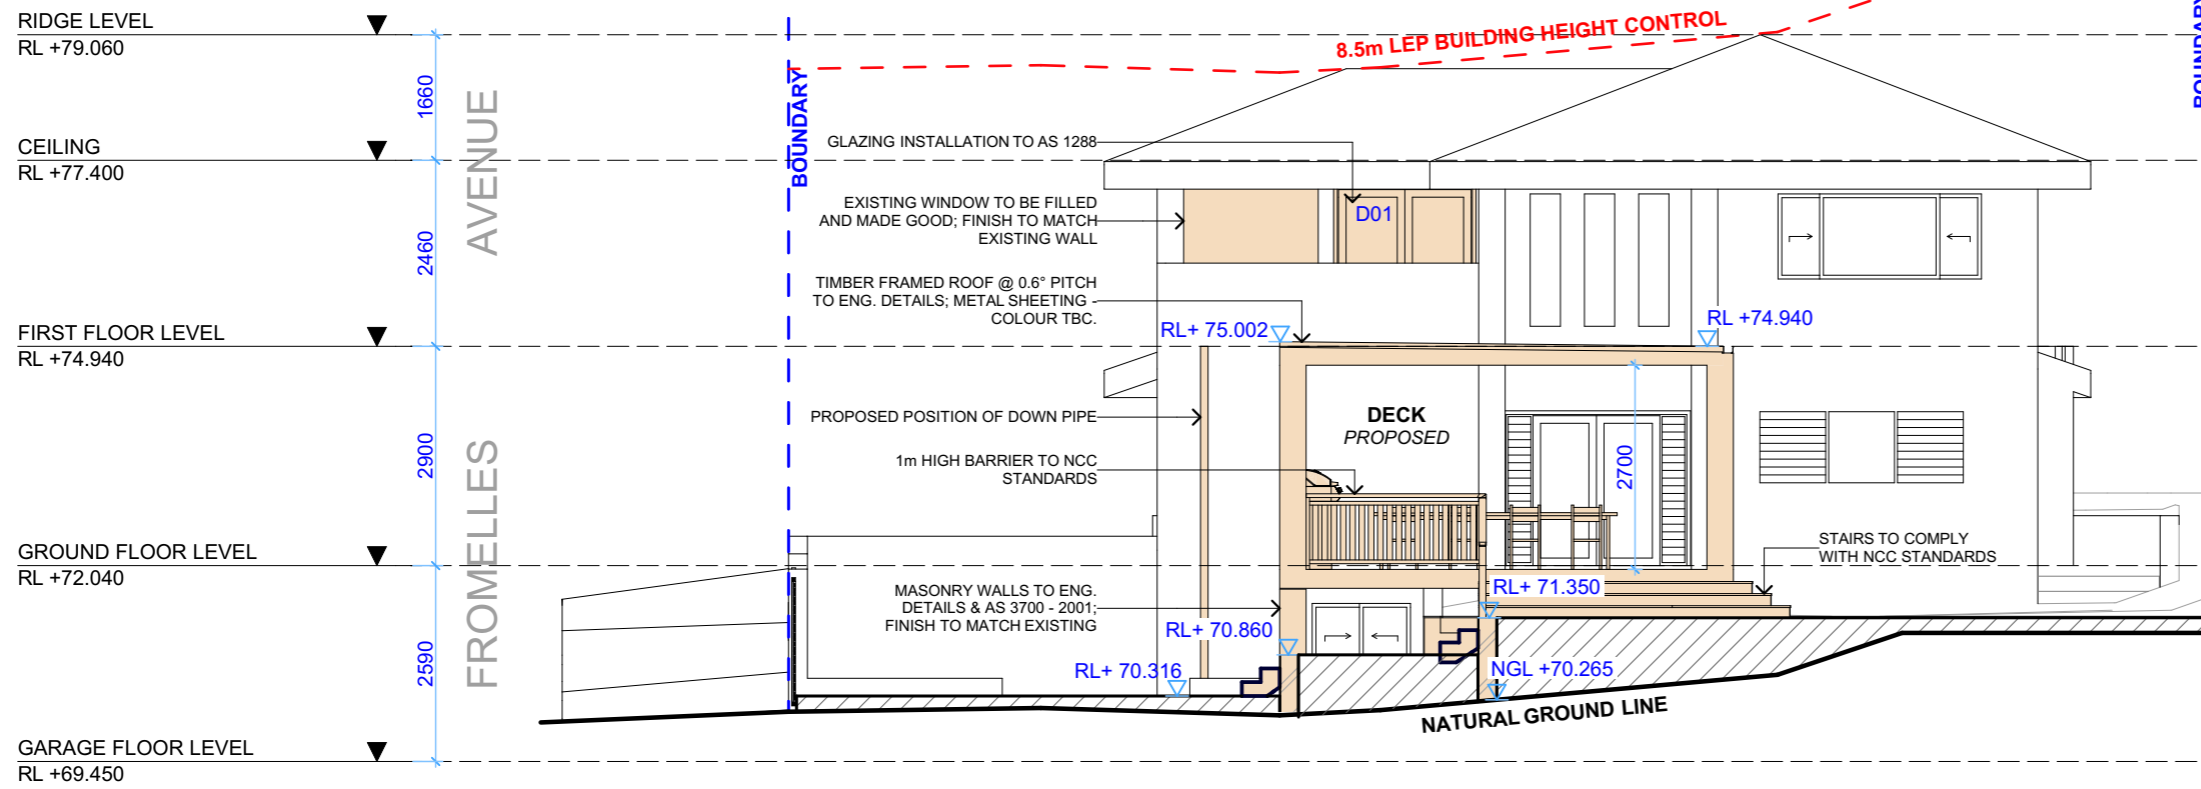 RIDGE LEVEL
RL +79.060
1660
CEILING
RL +77.400
2460
FIRST FLOOR LEVEL
RL +74.940
2900
GROUND FLOOR LEVEL
RL +72.040
2590
GARAGE FLOOR LEVEL
RL +69.450
FROMELLES AVENUE
BOUNDARY
8.5m LEP BUILDING HEIGHT CONTROL
BOUNDARY
GLAZING INSTALLATION TO AS 1288
EXISTING WINDOW TO BE FILLED
AND MADE GOOD; FINISH TO MATCH
EXISTING WALL
D01
TIMBER FRAMED ROOF @ 0.6° PITCH
TO ENG. DETAILS; METAL SHEETING -
COLOUR TBC.
RL+ 75.002
RL +74.940
PROPOSED POSITION OF DOWN PIPE
DECK
PROPOSED
1m HIGH BARRIER TO NCC
STANDARDS
2700
STAIRS TO COMPLY
WITH NCC STANDARDS
MASONRY WALLS TO ENG.
DETAILS & AS 3700 - 2001;
FINISH TO MATCH EXISTING
RL+ 71.350
RL+ 70.860
RL+ 70.316
NGL +70.265
NATURAL GROUND LINE